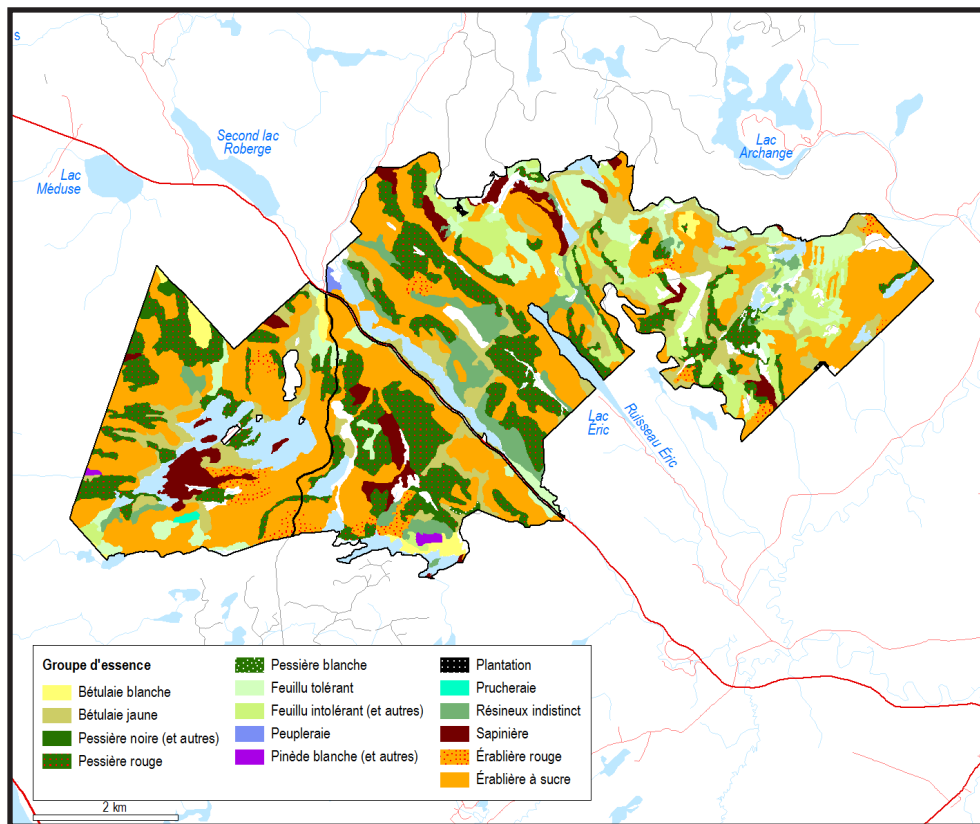 s
Second lac
Roberge
Lac
Méduse
Lac
Archange
Lac
Éric
Ruisseau Éric
Groupe d'essence
Bétulaie blanche
Bétulaie jaune
Pessière noire (et autres)
Pessière rouge
Pessière blanche
Feuillu tolérant
Feuillu intolérant (et autres)
Peupleraie
Pinède blanche (et autres)
Plantation
Prucheraie
Résineux indistinct
Sapinière
Érablière rouge
Érablière à sucre
2 km